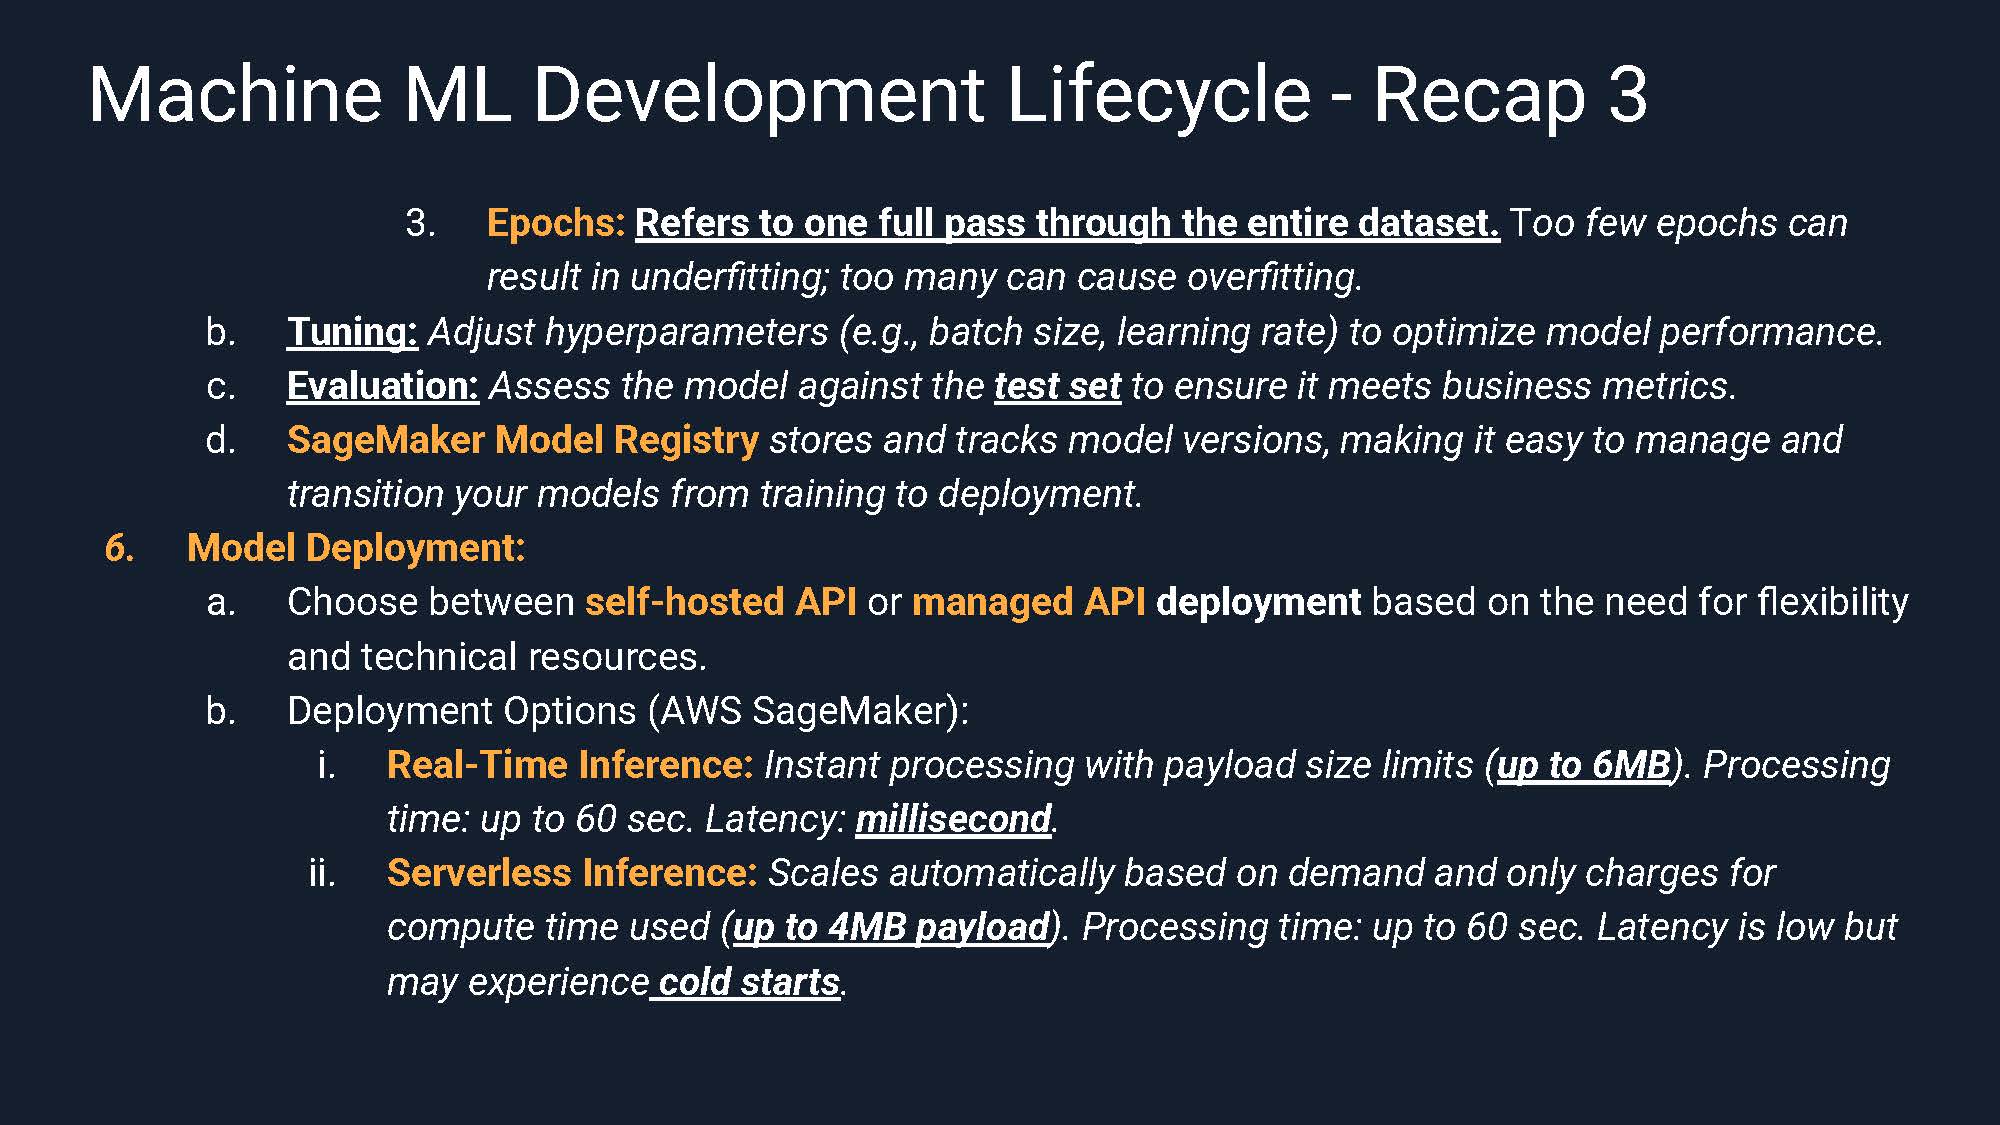 Machine ML Development Lifecycle - Recap 3
3. Epochs: Refers to one full pass through the entire dataset. Too few epochs can
result in underfitting; too many can cause overfitting.
b. Tuning: Adjust hyperparameters (e.g., batch size, learning rate) to optimize model performance.
c. Evaluation: Assess the model against the test set to ensure it meets business metrics.
d. SageMaker Model Registry stores and tracks model versions, making it easy to manage and
transition your models from training to deployment.
6. Model Deployment:
a. Choose between self-hosted API or managed API deployment based on the need for flexibility
and technical resources.
b. Deployment Options (AWS SageMaker):
i. Real-Time Inference: Instant processing with payload size limits (up to 6MB). Processing
time: up to 60 sec. Latency: millisecond.
ii. Serverless Inference: Scales automatically based on demand and only charges for
compute time used (up to 4MB payload). Processing time: up to 60 sec. Latency is low but
may experience cold starts.